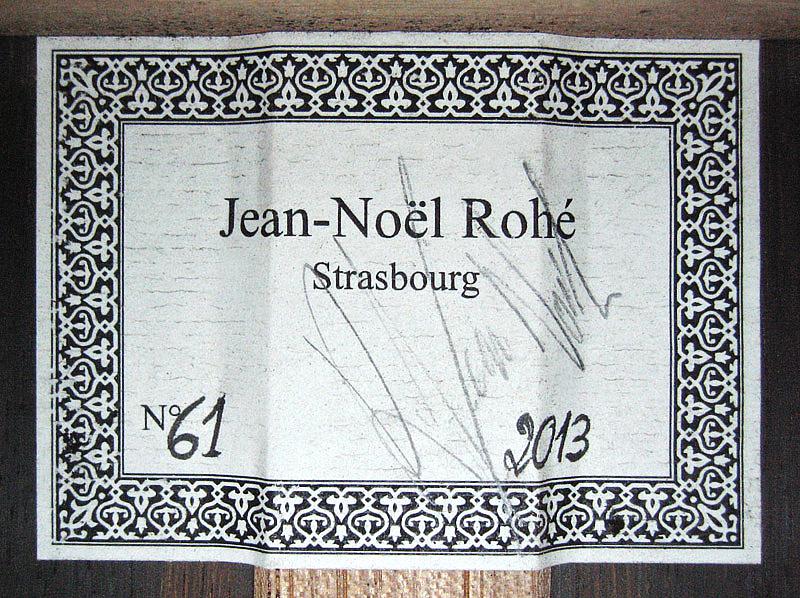 Jean-Noël Rohé
Strasbourg
N° 61
2013